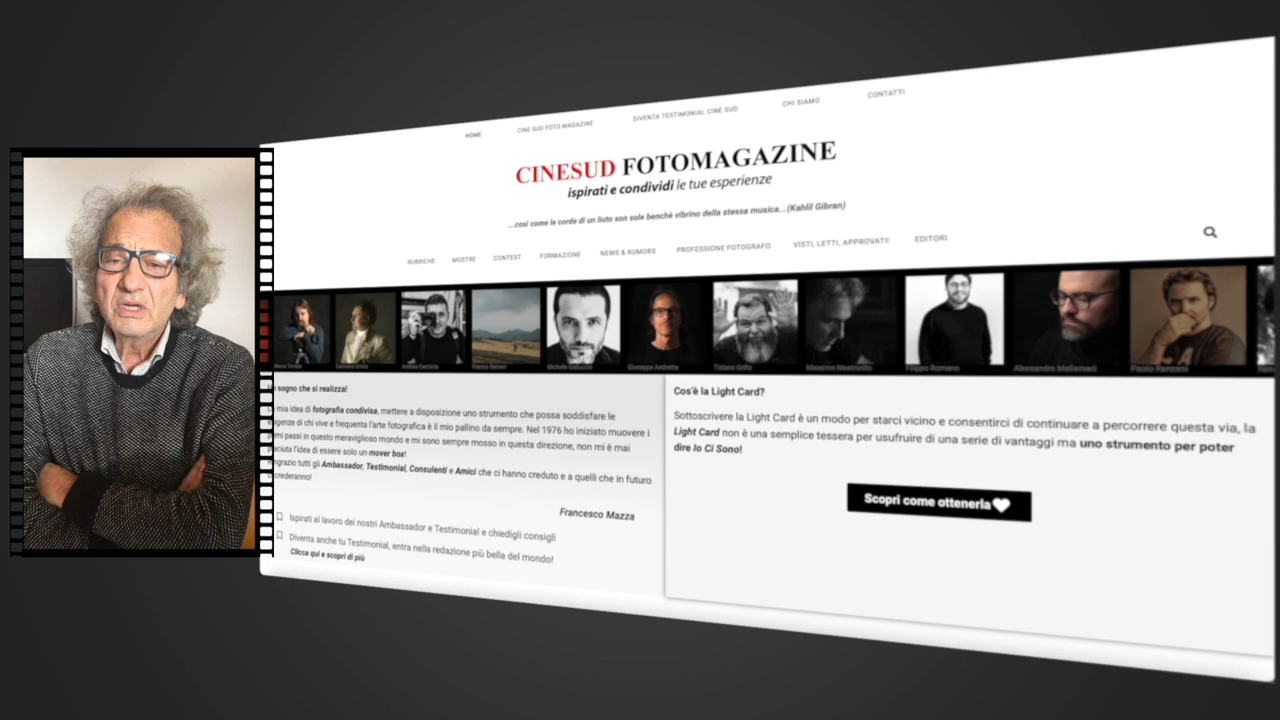 HOME CINE SUD FOTO MAGAZINE DIVENTA TESTIMONIAL CINE SUD CHI SIAMO CONTATTI
CINESUD FOTOMAGAZINE
ispirati e condividi le tue esperienze
...così come le corde di un liuto son sole benchè vibrino della stessa musica...(Kahlil Gibran)
RUBRICHE MOSTRE CONTEST FORMAZIONE NEWS & RUMORS PROFESSIONE FOTOGRAFO VISTI, LETTI, APPROVATI! EDITORI
Giuseppe Andretta Tiziano Grillo Massimo Mastrorillo Filippo Romano Alessandro Mallamaci Paolo Ranzani
sogno che si realizza!
mia idea di fotografia condivisa, mettere a disposizione uno strumento che possa soddisfare le
di chi vive e frequenta l'arte fotografica è il mio pallino da sempre. Nel 1976 ho iniziato muovere i
passi in questo meraviglioso mondo e mi sono sempre mosso in questa direzione, non mi è mai
l'idea di essere solo un mover box!
tutti gli Ambassador, Testimonial, Consulenti e Amici che ci hanno creduto e a quelli che in futuro
crederanno!
Francesco Mazza
Ispirati al lavoro dei nostri Ambassador e Testimonial e chiedigli consigli
Diventa anche tu Testimonial, entra nella redazione più bella del mondo!
Clicca qui e scopri di più
Cos'è la Light Card?
Sottoscrivere la Light Card è un modo per starci vicino e consentirci di continuare a percorrere questa via, la
Light Card non è una semplice tessera per usufruire di una serie di vantaggi ma uno strumento per poter
dire Io Ci Sono!
Scopri come ottenerla